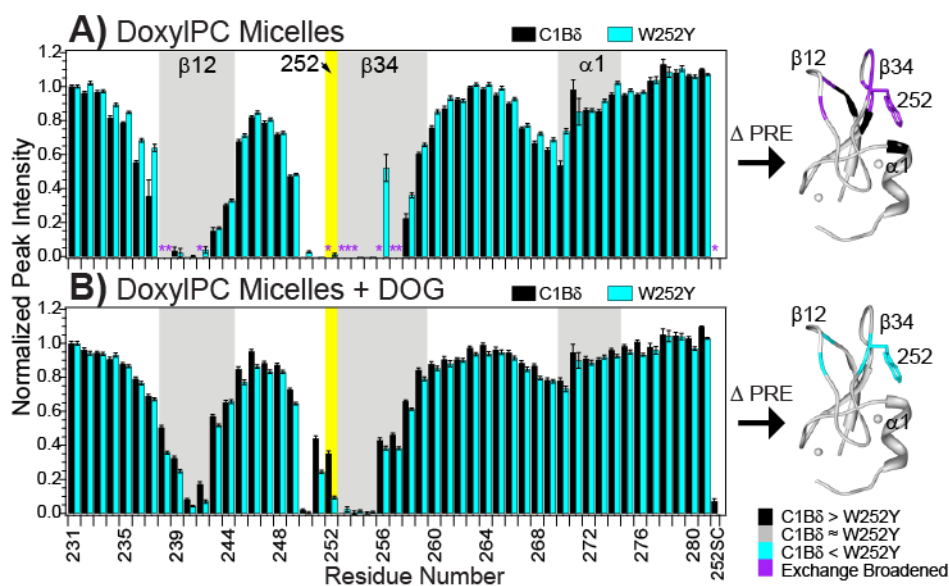 A) DoxylPC Micelles
C1Bδ
W252Y
β12
252
β34
α1
1.2
1.0
0.8
0.6
0.4
0.2
0.0
** * * *** * ** *
Δ PRE
β12
β34
252
α1
Normalized Peak Intensity
B) DoxylPC Micelles + DOG
C1Bδ
W252Y
1.2
1.0
0.8
0.6
0.4
0.2
0.0
Δ PRE
β12
β34
252
α1
231
235
239
244
248
252
256
260
264
268
272
276
280
252SC
Residue Number
C1Bδ > W252Y
C1Bδ ≈ W252Y
C1Bδ < W252Y
Exchange Broadened